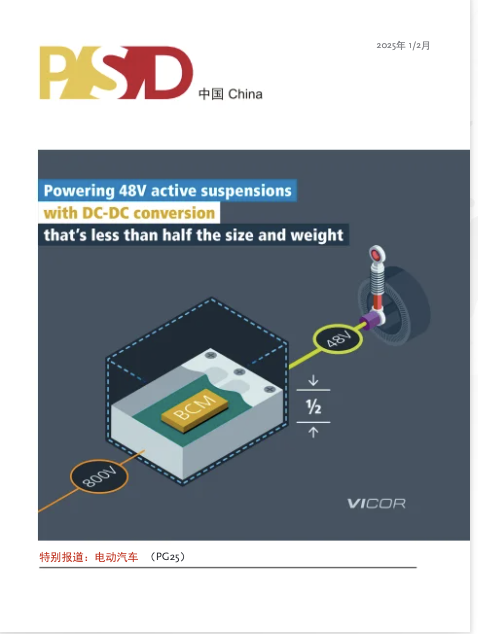 2025年 1/2月
PSD
中国 China
Powering 48V active suspensions
with DC-DC conversion
that's less than half the size and weight
48V
½
BCM
800V
VICOR
特别报道：电动汽车 （PG25）